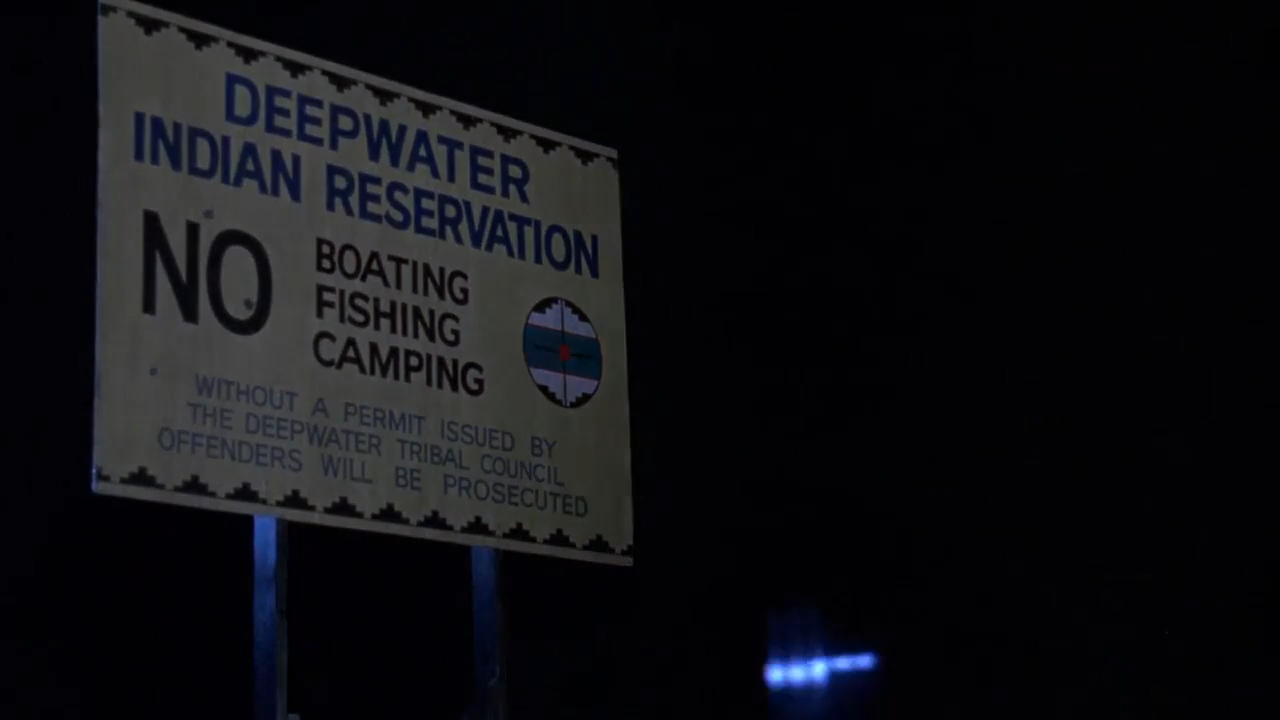 DEEPWATER
INDIAN RESERVATION
NO
BOATING
FISHING
CAMPING
WITHOUT A PERMIT ISSUED BY
THE DEEPWATER TRIBAL COUNCIL
OFFENDERS WILL BE PROSECUTED